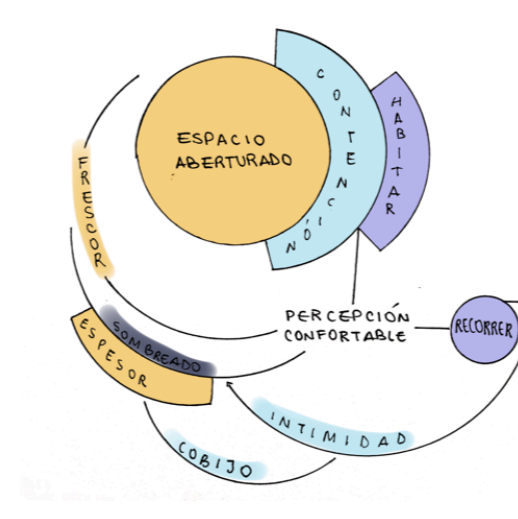 ESPACIO
ABERTURADO
CONTENCIÓN
HABITAR
FRESCOR
PERCEPCIÓN
CONFORTABLE
RECORRER
SOMBREADO
ESPESOR
INTIMIDAD
COBIJO